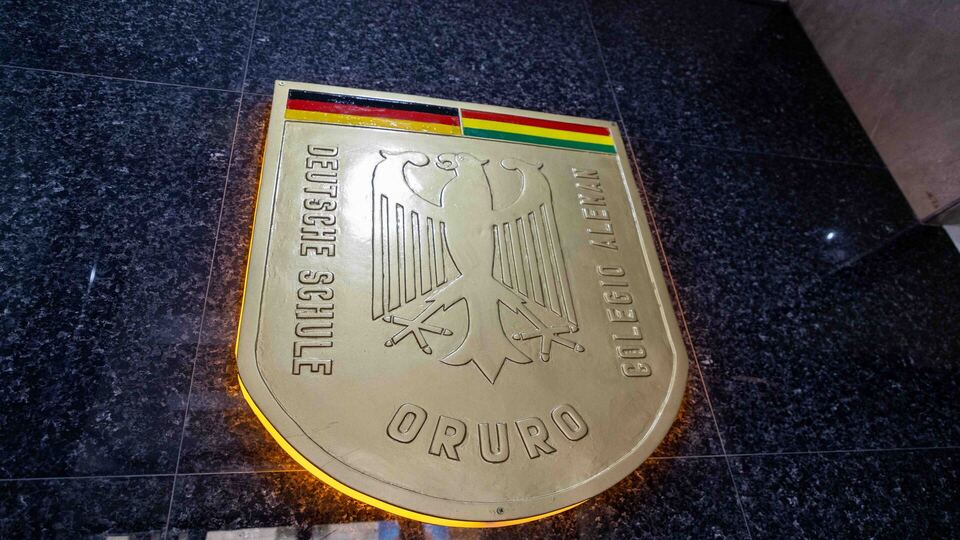 DEUTSCHE SCHULE
COLEGIO ALEMAN
ORURO